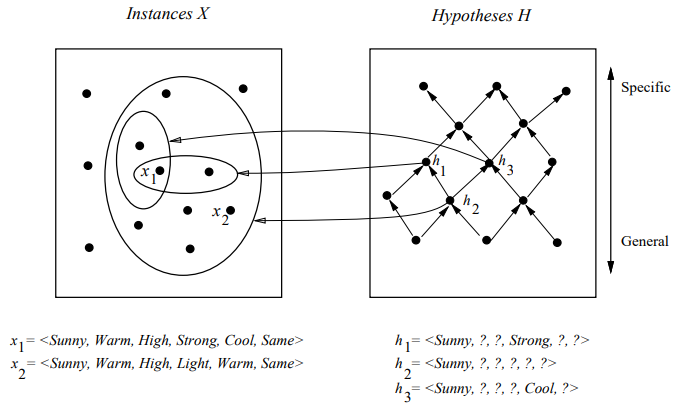 Instances X
Hypotheses H
Specific
h1
h3
x1
h2
x2
General
x1= <Sunny, Warm, High, Strong, Cool, Same>
x2= <Sunny, Warm, High, Light, Warm, Same>
h1= <Sunny, ?, ?, Strong, ?, ?>
h2= <Sunny, ?, ?, ?, ?, ?>
h3= <Sunny, ?, ?, ?, Cool, ?>